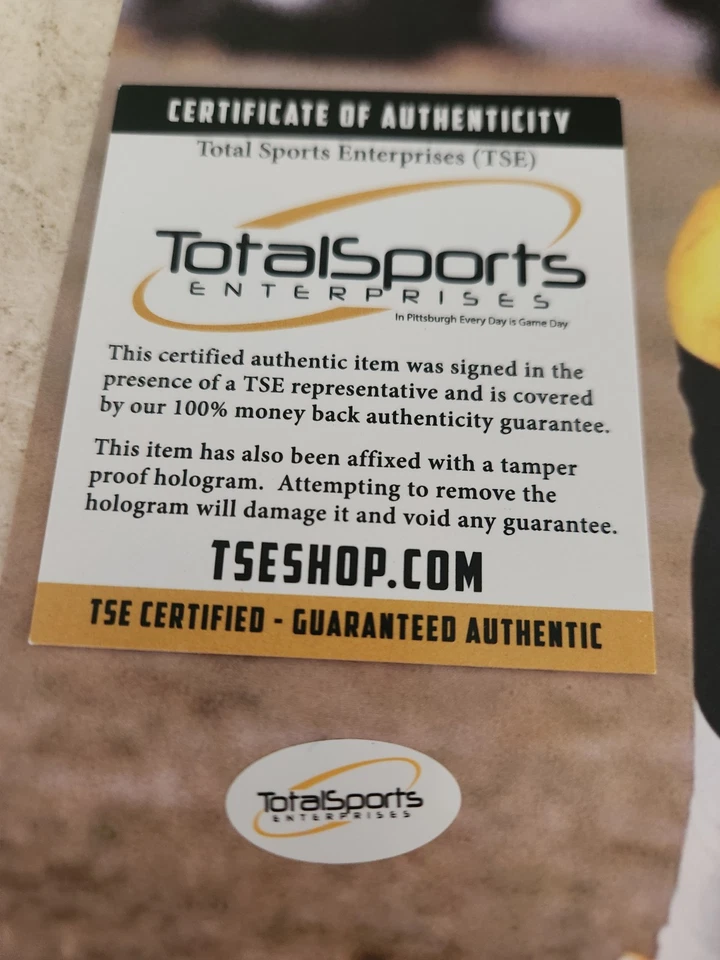 CERTIFICATE OF AUTHENTICITY
Total Sports Enterprises (TSE)
TotalSports
ENTERPRISES
In Pittsburgh Every Day is Game Day
This certified authentic item was signed in the
presence of a TSE representative and is covered
by our 100% money back authenticity guarantee.
This item has also been affixed with a tamper
proof hologram. Attempting to remove the
hologram will damage it and void any guarantee.
TSESHOP.COM
TSE CERTIFIED - GUARANTEED AUTHENTIC
TotalSports
ENTERPRISES